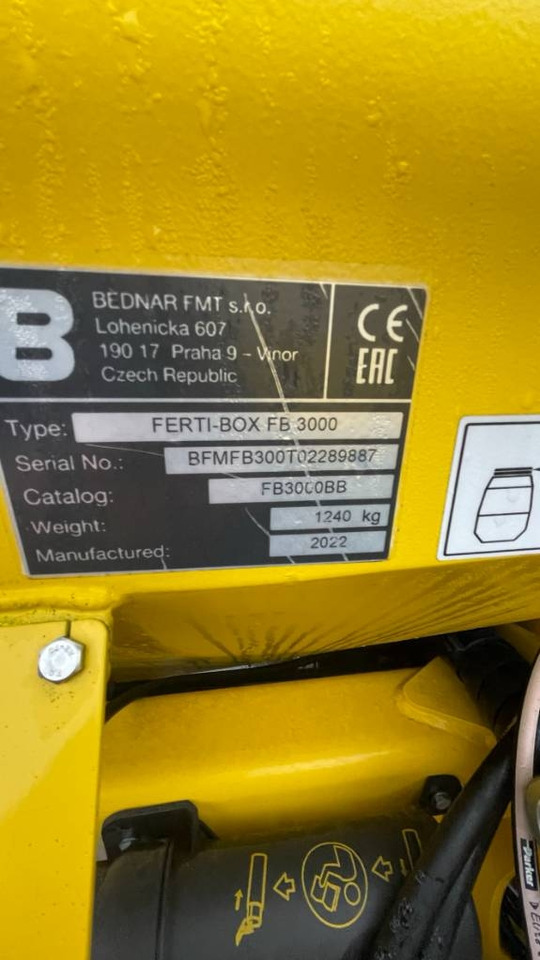 B
BEDNAR FMT s.r.o.
Lohenicka 607
190 17 Praha 9 - Vinor
Czech Republic
CE
EAC
Type: FERTI-BOX FB 3000
Serial No.: BFMFB300T02289887
Catalog: FB3000BB
Weight: 1240 kg
Manufactured: 2022
Parker